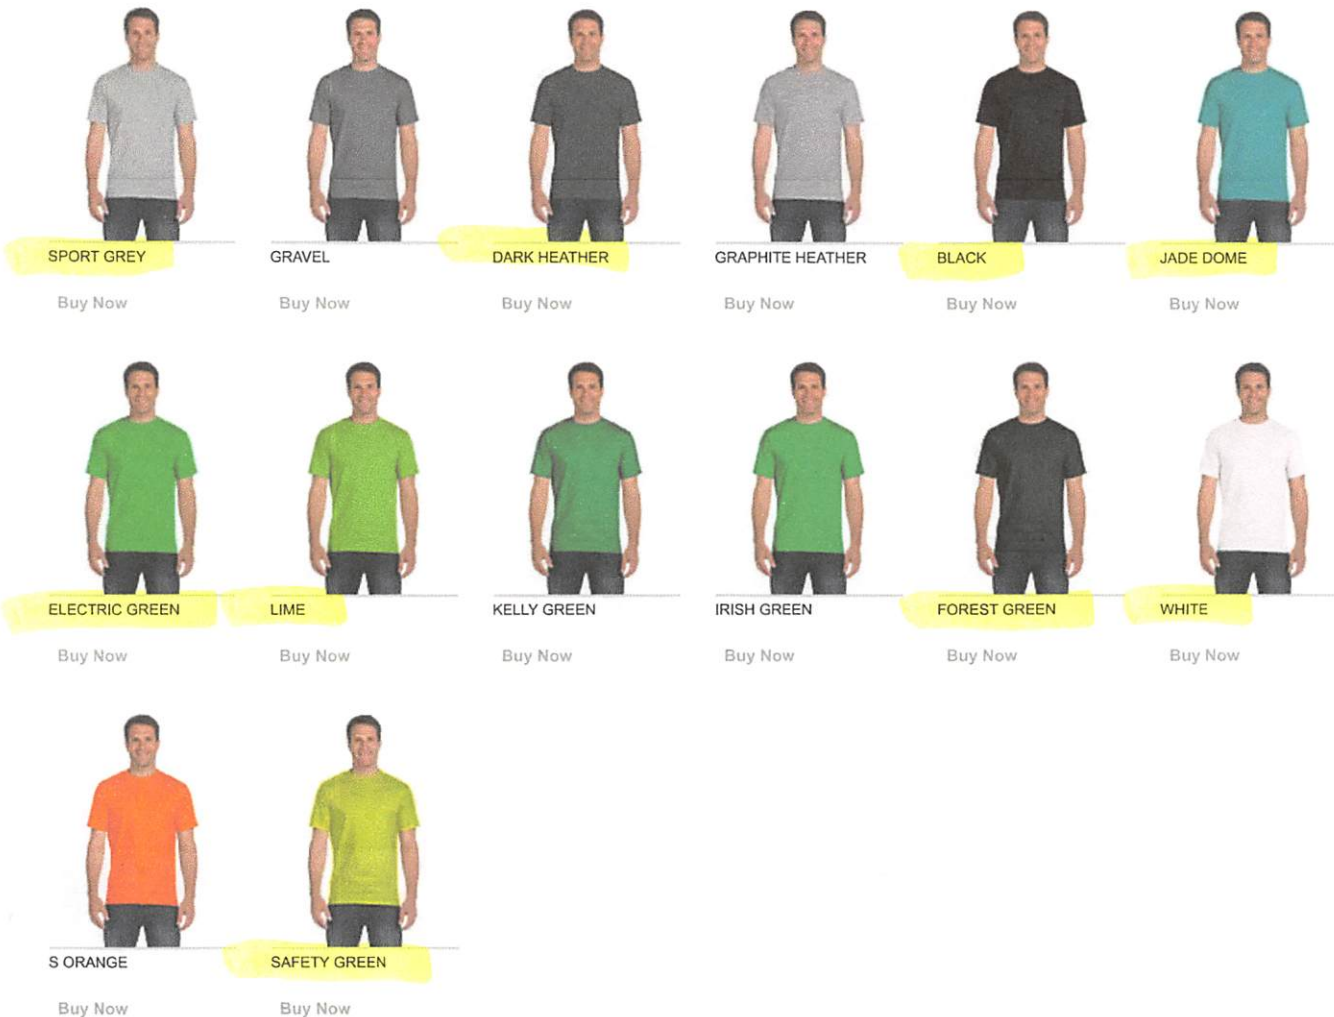 SPORT GREY GRAVEL DARK HEATHER GRAPHITE HEATHER BLACK JADE DOME
Buy Now Buy Now Buy Now Buy Now Buy Now Buy Now
ELECTRIC GREEN LIME KELLY GREEN IRISH GREEN FOREST GREEN WHITE
Buy Now Buy Now Buy Now Buy Now Buy Now Buy Now
S ORANGE SAFETY GREEN
Buy Now Buy Now